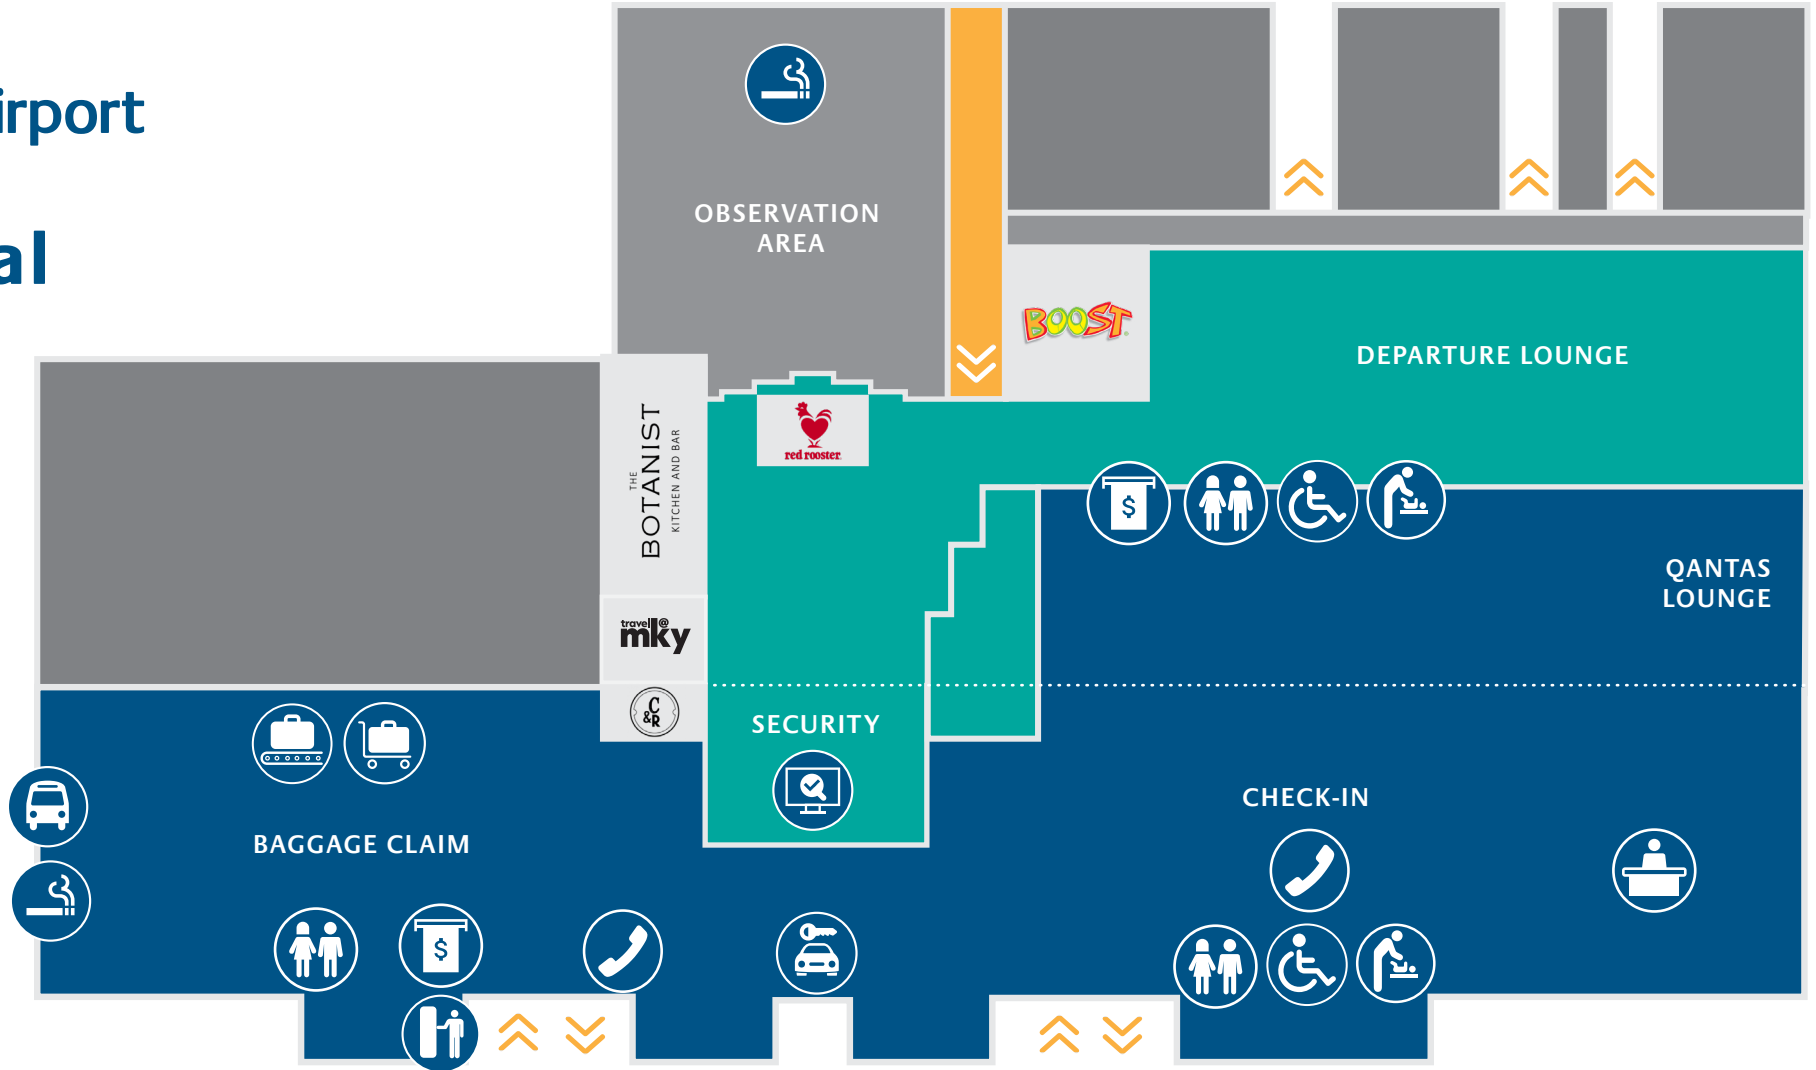 irport
al
OBSERVATION
AREA
BOOST
DEPARTURE LOUNGE
THE
BOTANIST
KITCHEN AND BAR
red rooster
$
QANTAS
LOUNGE
travel@
mky
C
&R
SECURITY
CHECK-IN
BAGGAGE CLAIM
$